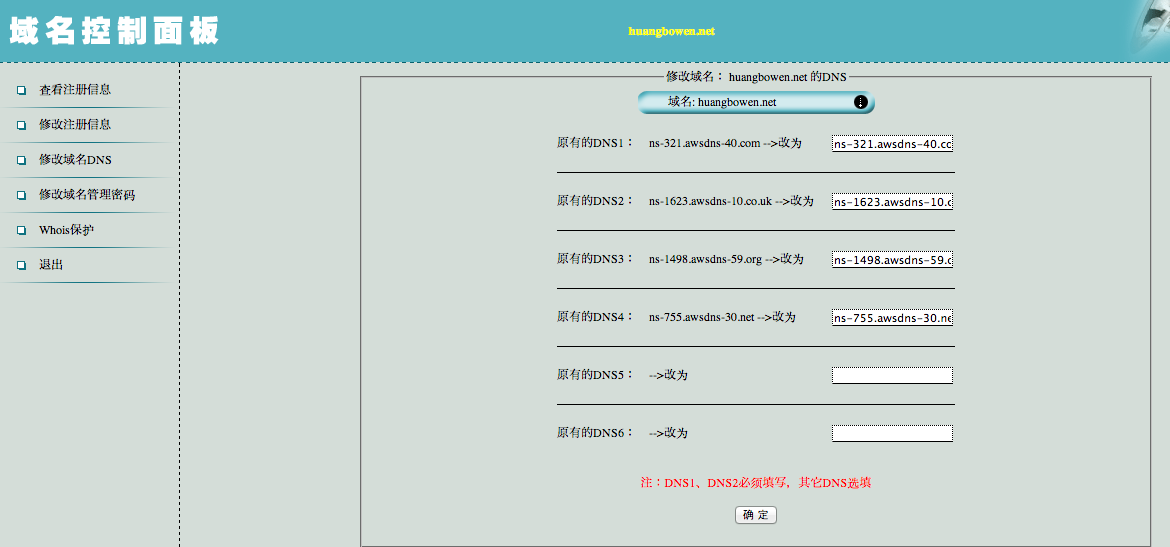 域名控制面板
huangbowen.net
查看注册信息
修改注册信息
修改域名DNS
修改域名管理密码
Whois保护
退出
修改域名： huangbowen.net 的DNS
域名: huangbowen.net
原有的DNS1： ns-321.awsdns-40.com -->改为 ns-321.awsdns-40.cc
原有的DNS2： ns-1623.awsdns-10.co.uk -->改为 ns-1623.awsdns-10.c
原有的DNS3： ns-1498.awsdns-59.org -->改为 ns-1498.awsdns-59.c
原有的DNS4： ns-755.awsdns-30.net -->改为 ns-755.awsdns-30.ne
原有的DNS5： -->改为
原有的DNS6： -->改为
注：DNS1、DNS2必须填写，其它DNS选填
确 定